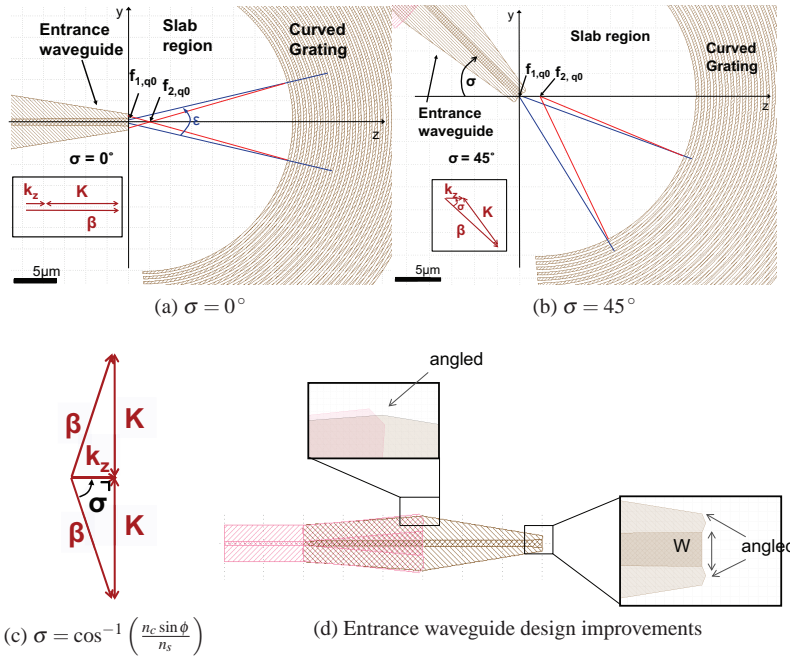 y
Entrance
waveguide
Slab
region
Curved
Grating
f1,q0
f2,q0
ε
z
σ = 0°
kz K
β
5μm
(a) σ = 0°
y
Slab region
Curved
Grating
f1,q0 f2, q0
σ
z
Entrance
waveguide
σ = 45°
kz
σ
K
β
5μm
(b) σ = 45°
β
K
kz
σ
β
K
(c) σ = cos⁻¹ (nc sin ϕ / ns)
angled
W
angled
(d) Entrance waveguide design improvements